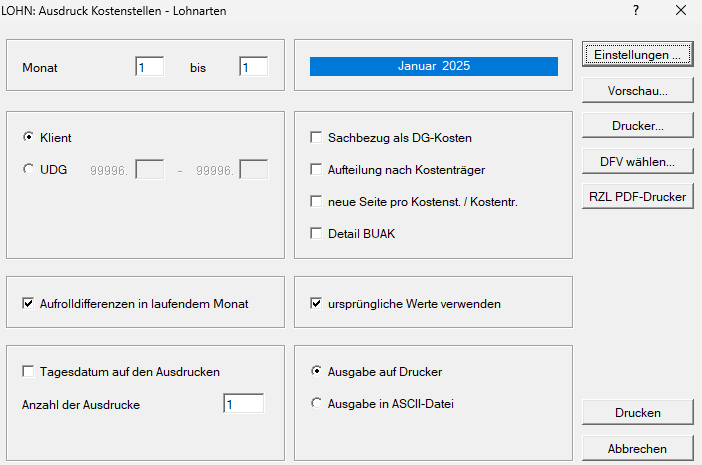 LOHN: Ausdruck Kostenstellen - Lohnarten
Monat 1 bis 1
Januar 2025
Einstellungen ...
Vorschau...
Drucker...
DFV wählen...
RZL PDF-Drucker
Klient
UDG 99996. - 99996.
Sachbezug als DG-Kosten
Aufteilung nach Kostenträger
neue Seite pro Kostenst. / Kostentr.
Detail BUAK
Aufrolldifferenzen in laufendem Monat
ursprüngliche Werte verwenden
Tagesdatum auf den Ausdrucken
Anzahl der Ausdrucke 1
Ausgabe auf Drucker
Ausgabe in ASCII-Datei
Drucken
Abbrechen